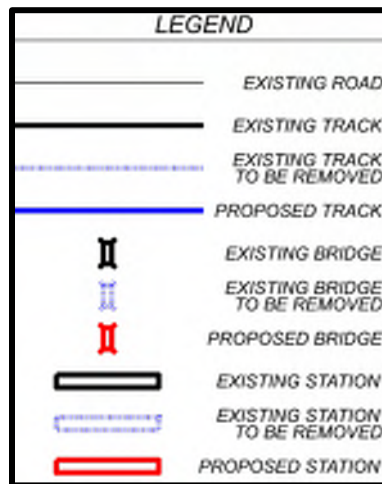 LEGEND
EXISTING ROAD
EXISTING TRACK
EXISTING TRACK
TO BE REMOVED
PROPOSED TRACK
EXISTING BRIDGE
EXISTING BRIDGE
TO BE REMOVED
PROPOSED BRIDGE
EXISTING STATION
EXISTING STATION
TO BE REMOVED
PROPOSED STATION